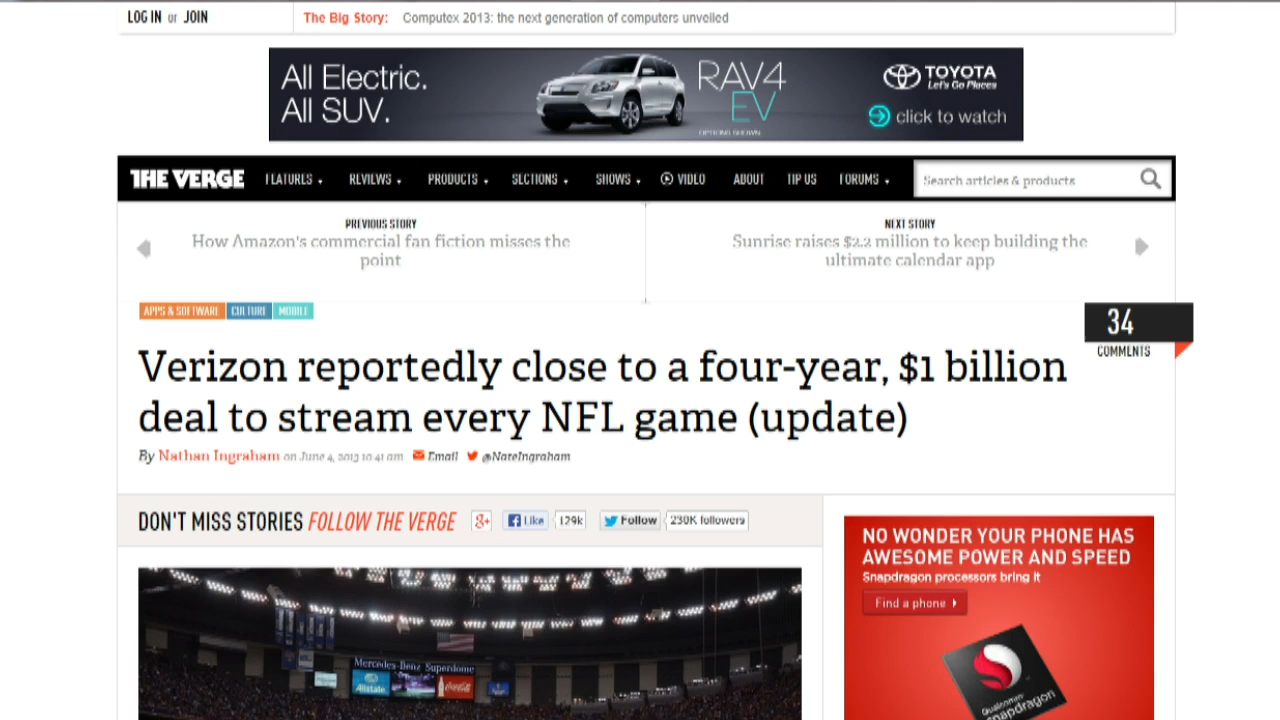 LOG IN or JOIN
The Big Story: Computex 2013: the next generation of computers unveiled
All Electric.
All SUV.
RAV4
EV
OPTIONS SHOWN
TOYOTA
Let's Go Places
click to watch
THE VERGE FEATURES REVIEWS PRODUCTS SECTIONS SHOWS VIDEO ABOUT TIP US FORUMS Search articles & products
PREVIOUS STORY
How Amazon's commercial fan fiction misses the
point
NEXT STORY
Sunrise raises $2.2 million to keep building the
ultimate calendar app
APPS & SOFTWARE CULTURE MOBILE
34
COMMENTS
Verizon reportedly close to a four-year, $1 billion
deal to stream every NFL game (update)
By Nathan Ingraham on June 4, 2013 10:41 am Email @NateIngraham
DON'T MISS STORIES FOLLOW THE VERGE g+ Like 129k Follow 230K followers
NO WONDER YOUR PHONE HAS
AWESOME POWER AND SPEED
Snapdragon processors bring it
Find a phone
Qualcomm
snapdragon
Mercedes-Benz Superdome
Allstate
Coca-Cola